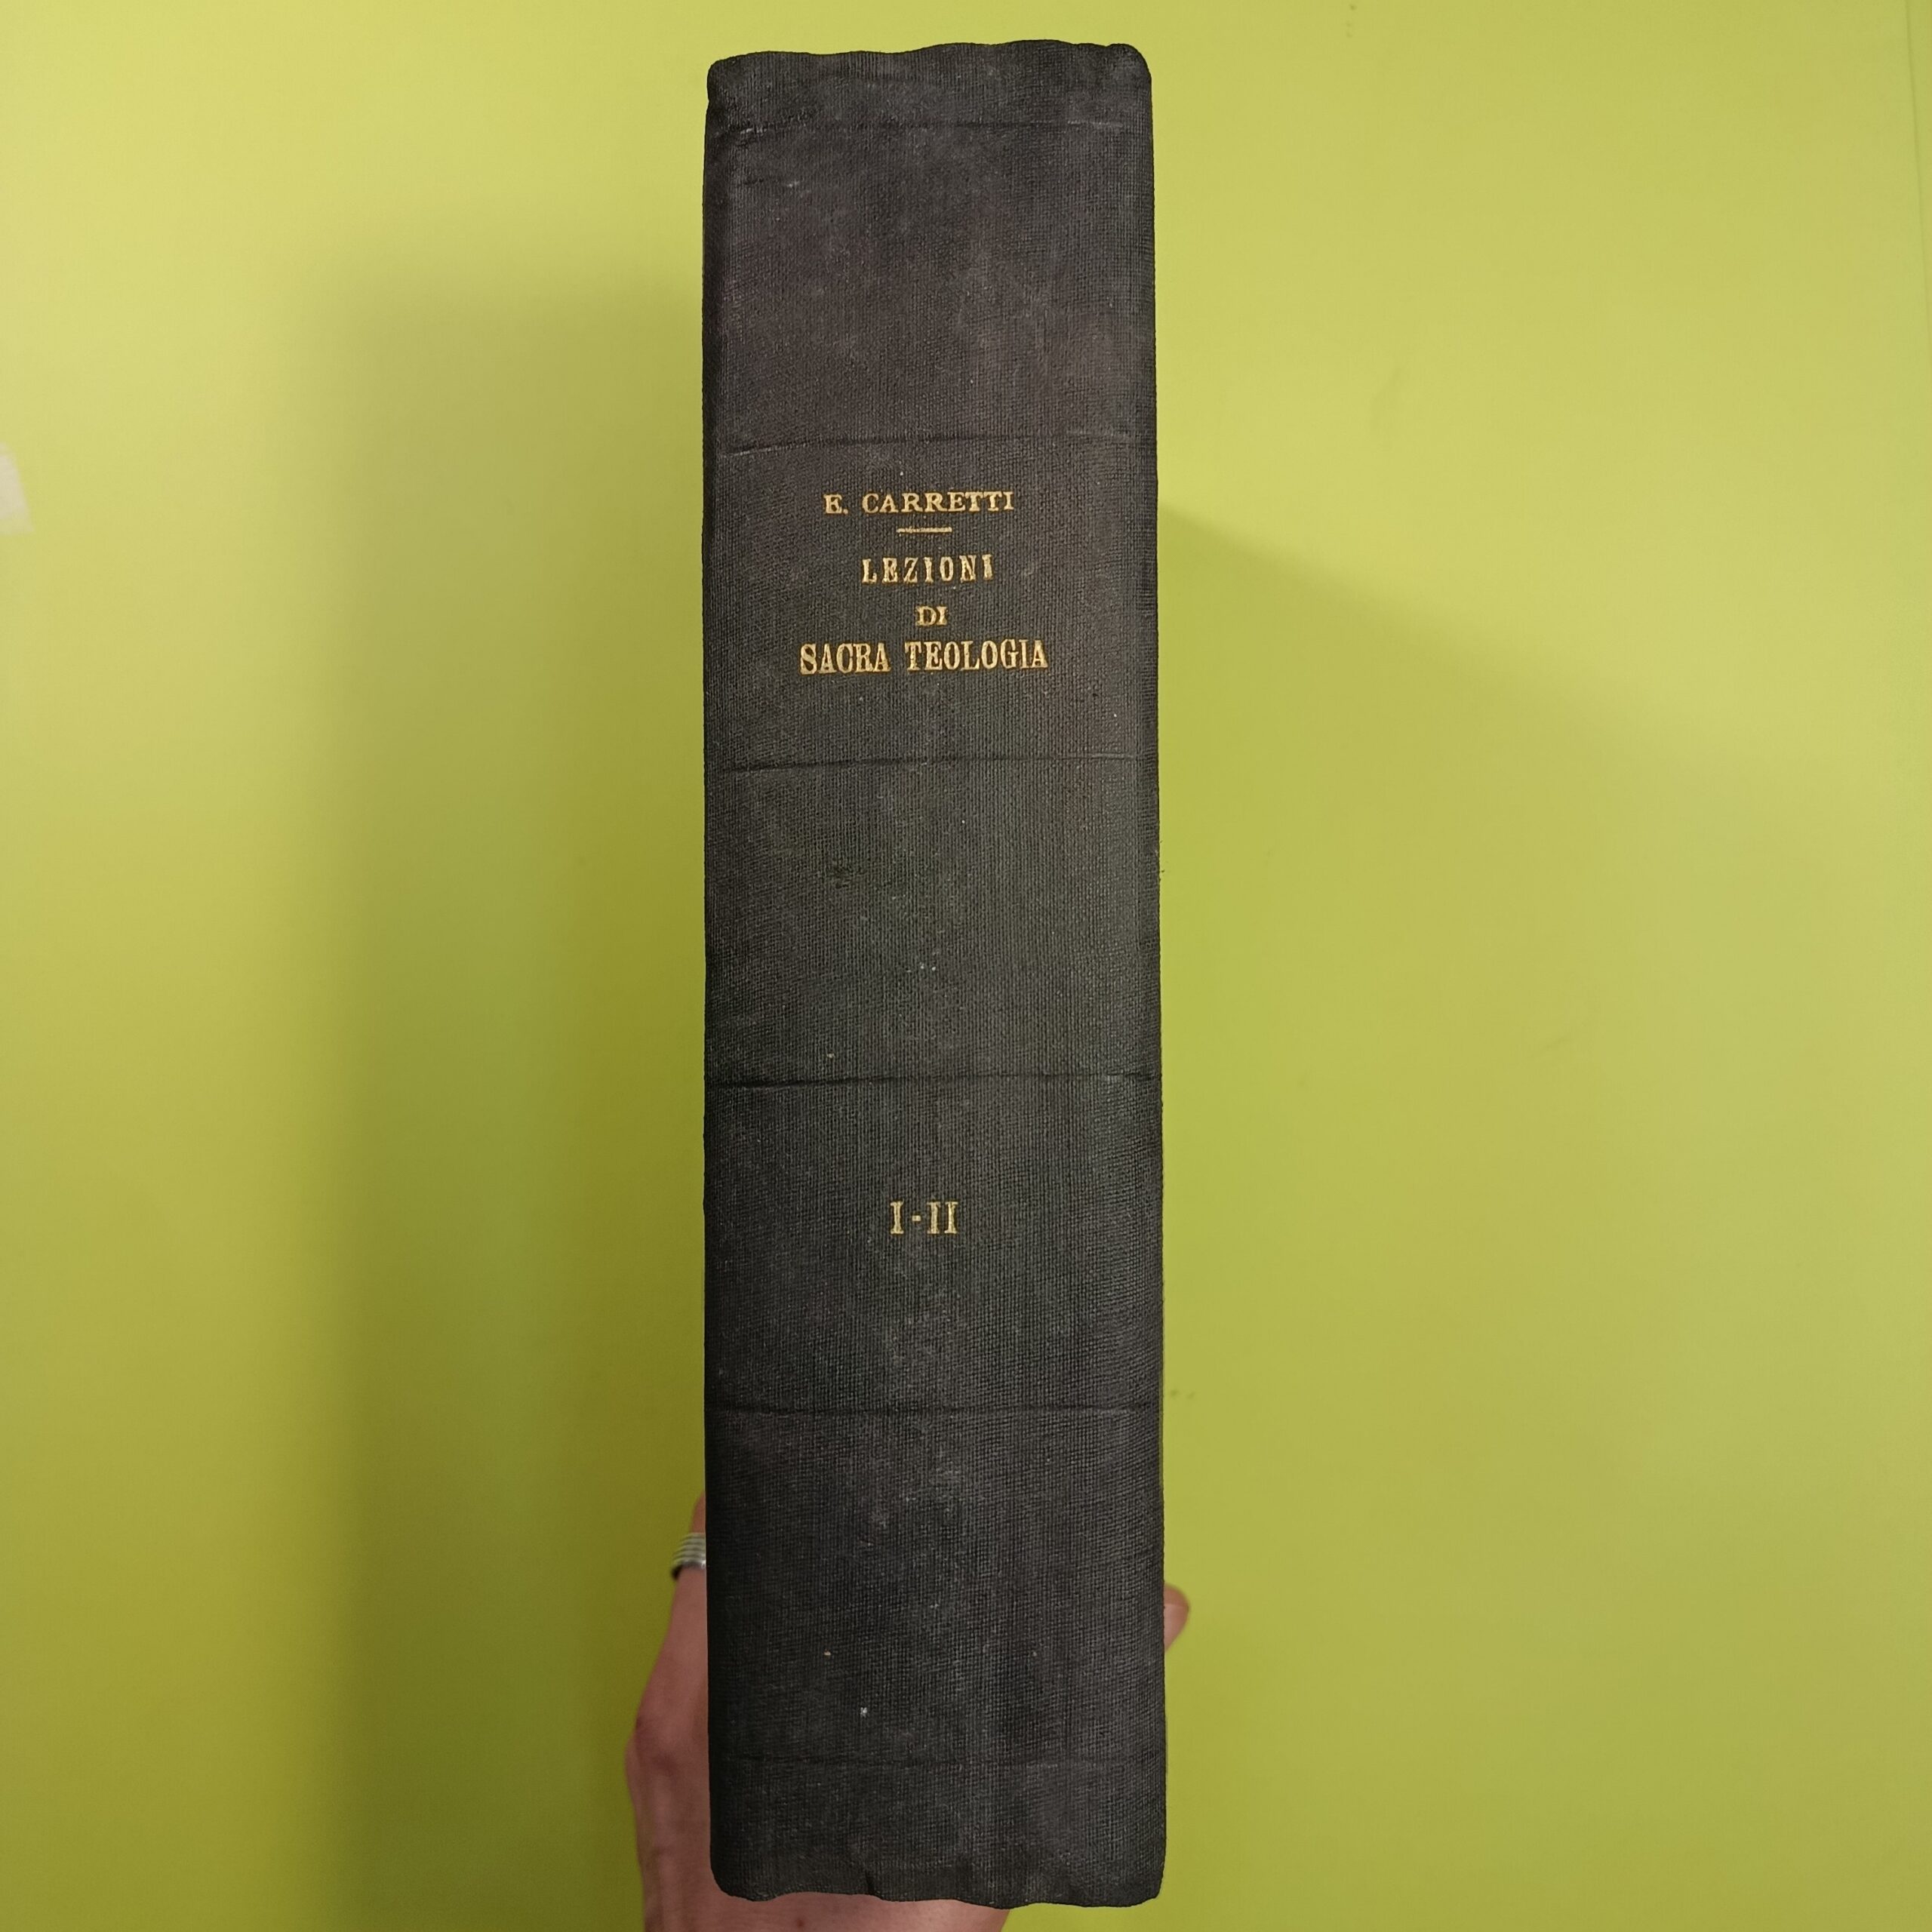 E. CARRETTI
LEZIONI
DI
SACRA TEOLOGIA
I-II